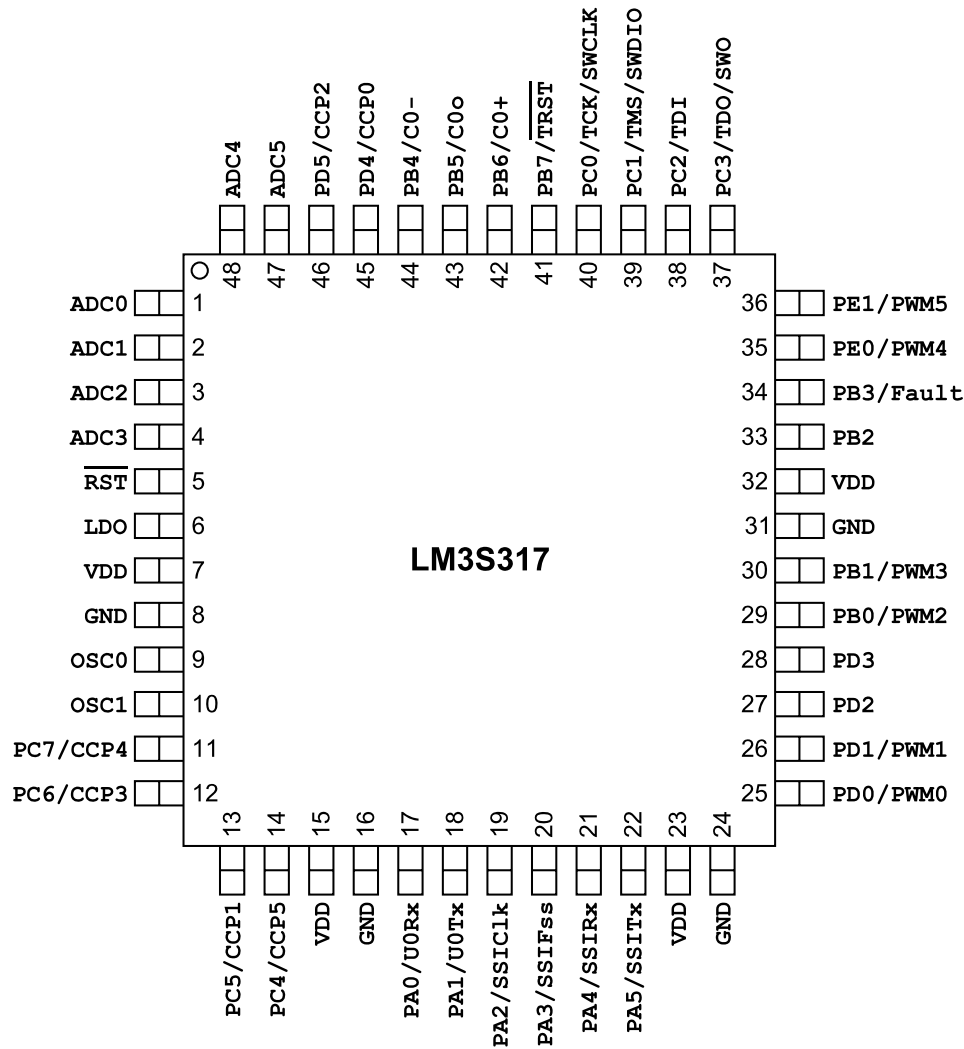 ADC4
ADC5
PD5/CCP2
PD4/CCP0
PB4/C0-
PB5/C0o
PB6/C0+
PB7/TRST
PC0/TCK/SWCLK
PC1/TMS/SWDIO
PC2/TDI
PC3/TDO/SWO
48
47
46
45
44
43
42
41
40
39
38
37
ADC0 1
ADC1 2
ADC2 3
ADC3 4
RST 5
LDO 6
VDD 7
GND 8
OSC0 9
OSC1 10
PC7/CCP4 11
PC6/CCP3 12
LM3S317
36 PE1/PWM5
35 PE0/PWM4
34 PB3/Fault
33 PB2
32 VDD
31 GND
30 PB1/PWM3
29 PB0/PWM2
28 PD3
27 PD2
26 PD1/PWM1
25 PD0/PWM0
13
14
15
16
17
18
19
20
21
22
23
24
PC5/CCP1
PC4/CCP5
VDD
GND
PA0/U0Rx
PA1/U0Tx
PA2/SSIClk
PA3/SSIFss
PA4/SSIRx
PA5/SSITx
VDD
GND